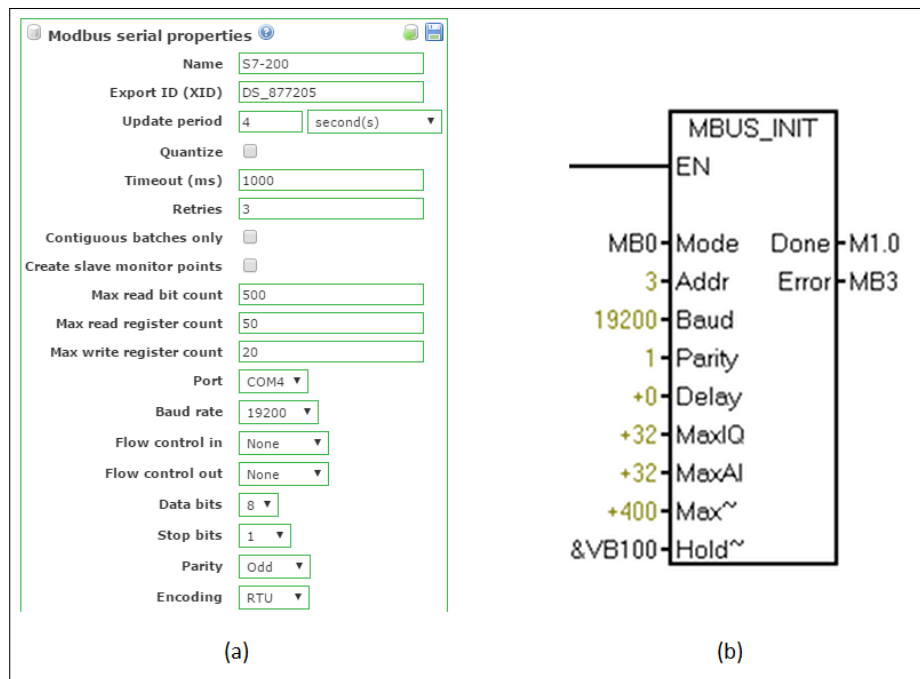 Modbus serial properties
Name S7-200
Export ID (XID) DS_877205
Update period 4 second(s)
Quantize
Timeout (ms) 1000
Retries 3
Contiguous batches only
Create slave monitor points
Max read bit count 500
Max read register count 50
Max write register count 20
Port COM4
Baud rate 19200
Flow control in None
Flow control out None
Data bits 8
Stop bits 1
Parity Odd
Encoding RTU
(a)
MBUS_INIT
EN
MB0 Mode Done M1.0
3 Addr Error MB3
19200 Baud
1 Parity
+0 Delay
+32 MaxIQ
+32 MaxAI
+400 Max~
&VB100 Hold~
(b)